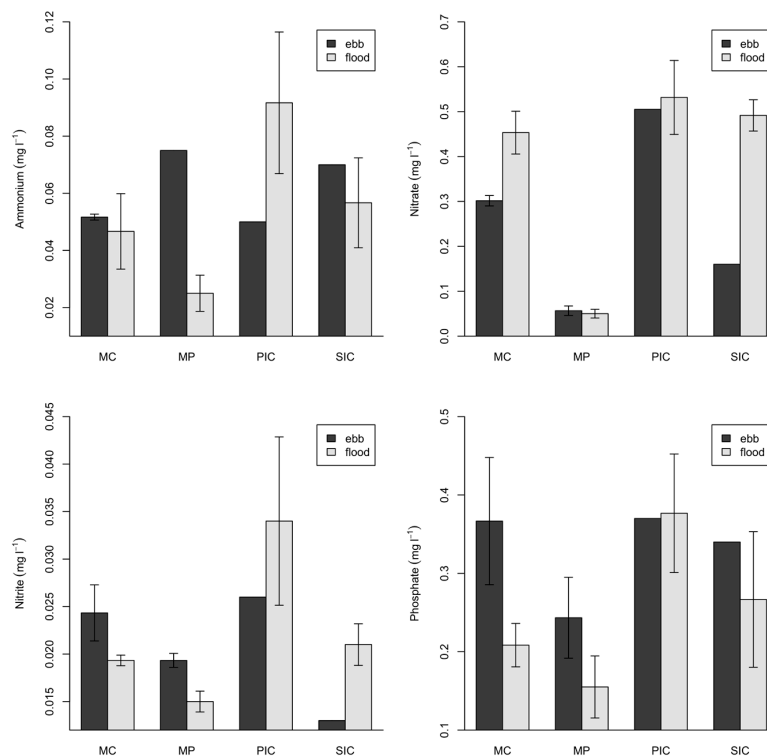 Ammonium (mg l⁻¹)
0.12
0.10
0.08
0.06
0.04
0.02
ebb
flood
MC MP PIC SIC
Nitrate (mg l⁻¹)
0.7
0.6
0.5
0.4
0.3
0.2
0.1
0.0
ebb
flood
MC MP PIC SIC
Nitrite (mg l⁻¹)
0.045
0.040
0.035
0.030
0.025
0.020
0.015
ebb
flood
MC MP PIC SIC
Phosphate (mg l⁻¹)
0.5
0.4
0.3
0.2
0.1
ebb
flood
MC MP PIC SIC